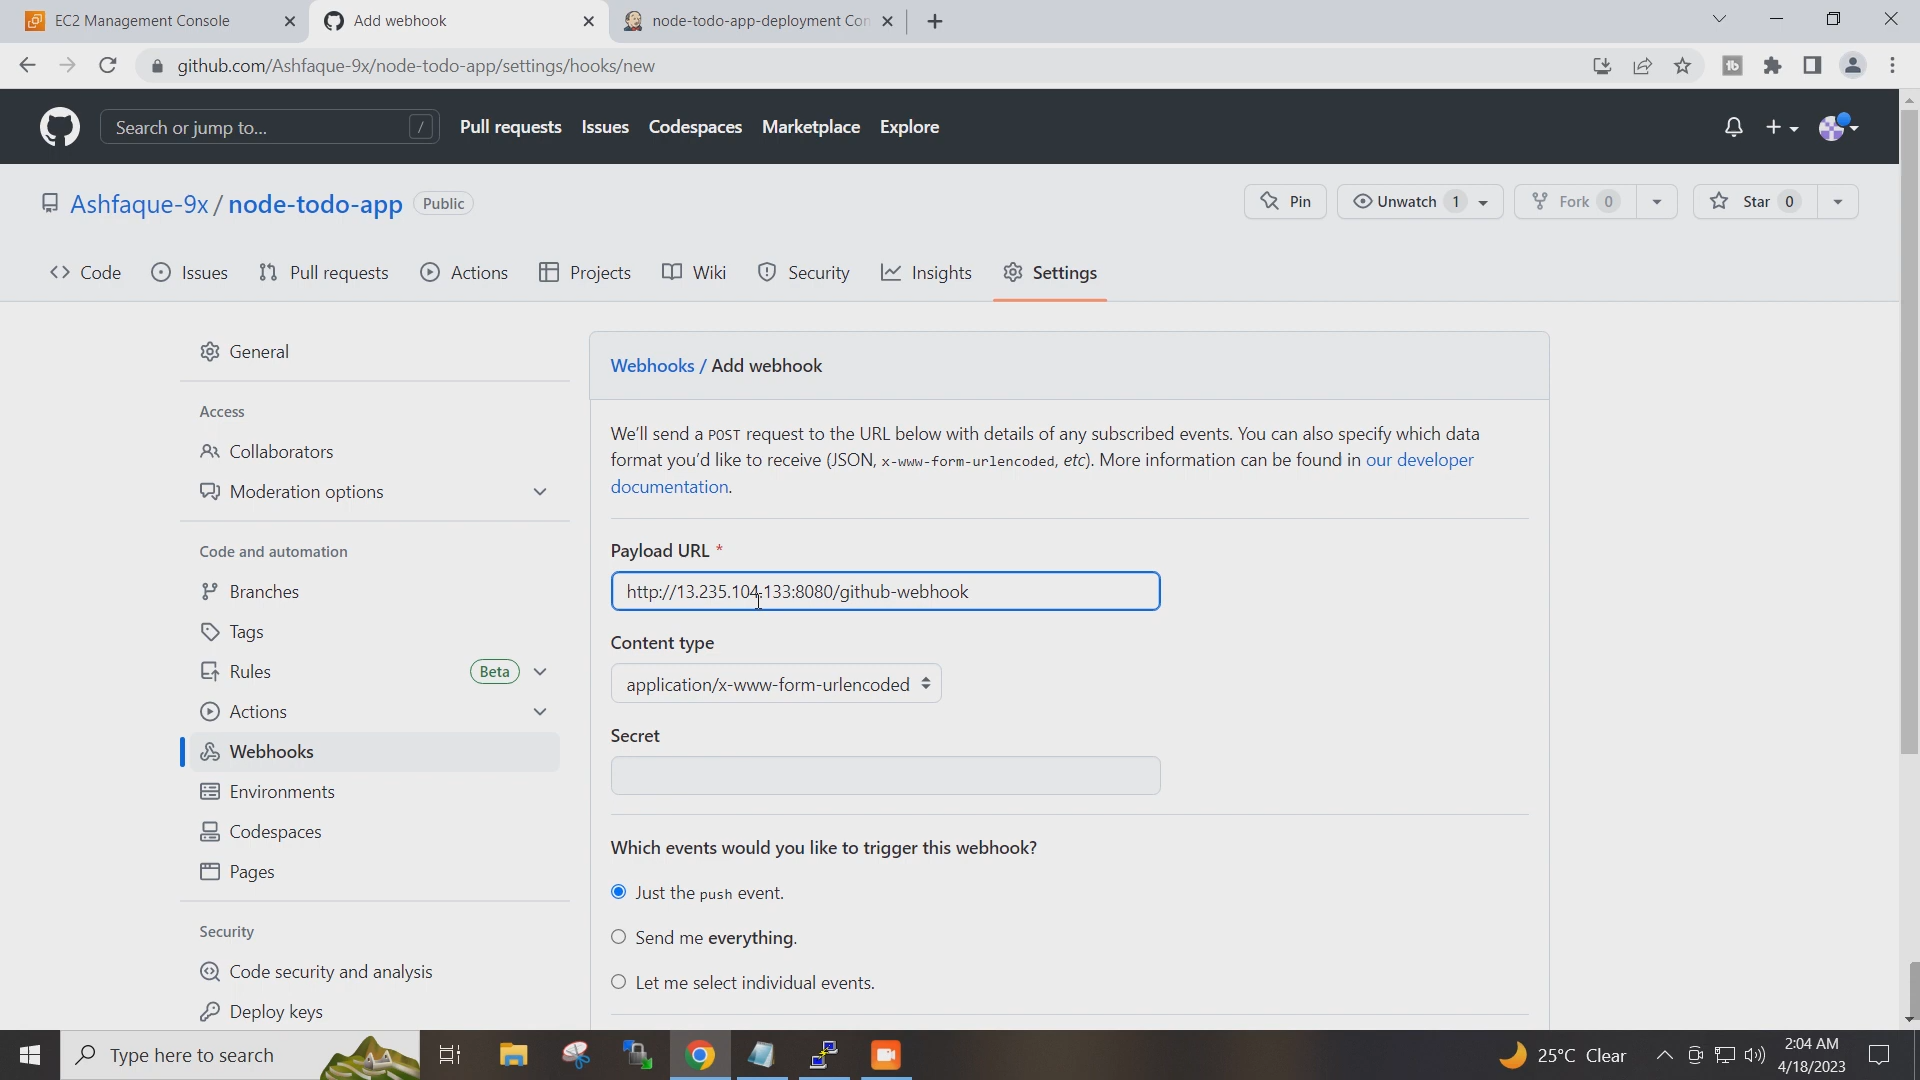 EC2 Management Console
Add webhook
node-todo-app-deployment Con
github.com/Ashfaque-9x/node-todo-app/settings/hooks/new
Search or jump to... /
Pull requests Issues Codespaces Marketplace Explore
Ashfaque-9x / node-todo-app Public
Pin Unwatch 1 Fork 0 Star 0
Code Issues Pull requests Actions Projects Wiki Security Insights Settings
General
Access
Collaborators
Moderation options
Code and automation
Branches
Tags
Rules Beta
Actions
Webhooks
Environments
Codespaces
Pages
Security
Code security and analysis
Deploy keys
Webhooks / Add webhook
We'll send a POST request to the URL below with details of any subscribed events. You can also specify which data
format you'd like to receive (JSON, x-www-form-urlencoded, etc). More information can be found in our developer
documentation.
Payload URL *
http://13.235.104.133:8080/github-webhook
Content type
application/x-www-form-urlencoded
Secret
Which events would you like to trigger this webhook?
Just the push event.
Send me everything.
Let me select individual events.
Type here to search
25°C Clear
2:04 AM
4/18/2023